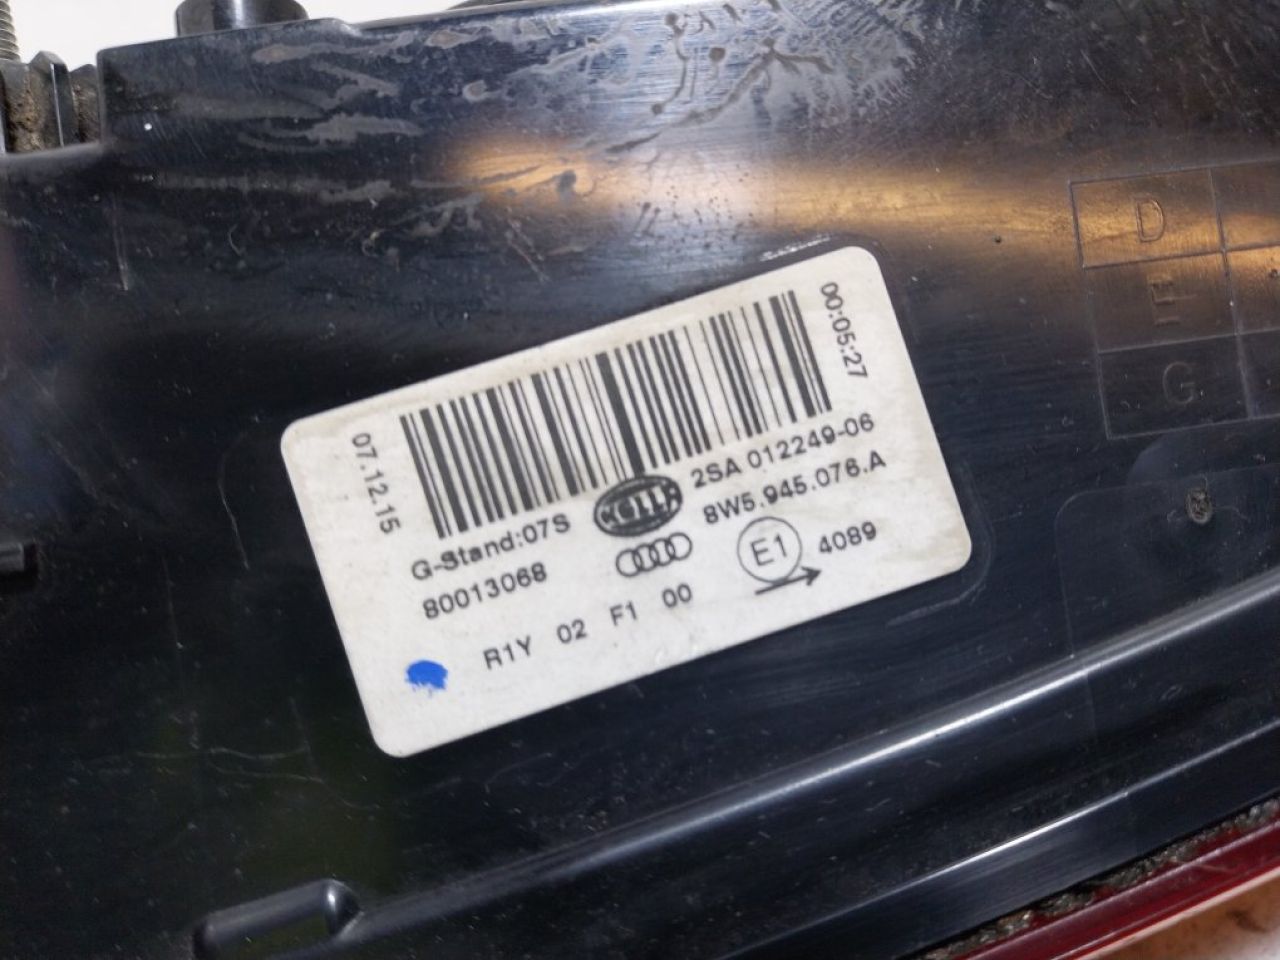 00:05:27
07.12.15
2SA 012249-06
HELLA
8W5.945.076.A
G-Stand:07S
80013068
E1
4089
R1Y 02 F1 00
D
E
G